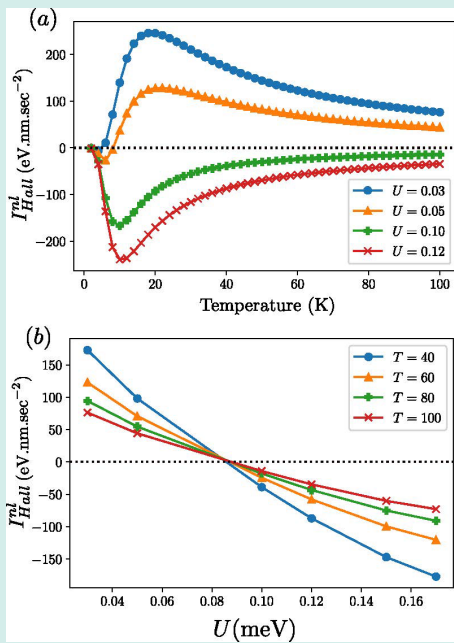 (a)
200
100
0
−100
−200
I^{nl}_{Hall} (eV.nm.sec^{−2})
U = 0.03
U = 0.05
U = 0.10
U = 0.12
0 20 40 60 80 100
Temperature (K)
(b)
150
100
50
0
−50
−100
−150
I^{nl}_{Hall} (eV.nm.sec^{−2})
T = 40
T = 60
T = 80
T = 100
0.04 0.06 0.08 0.10 0.12 0.14 0.16
U(meV)